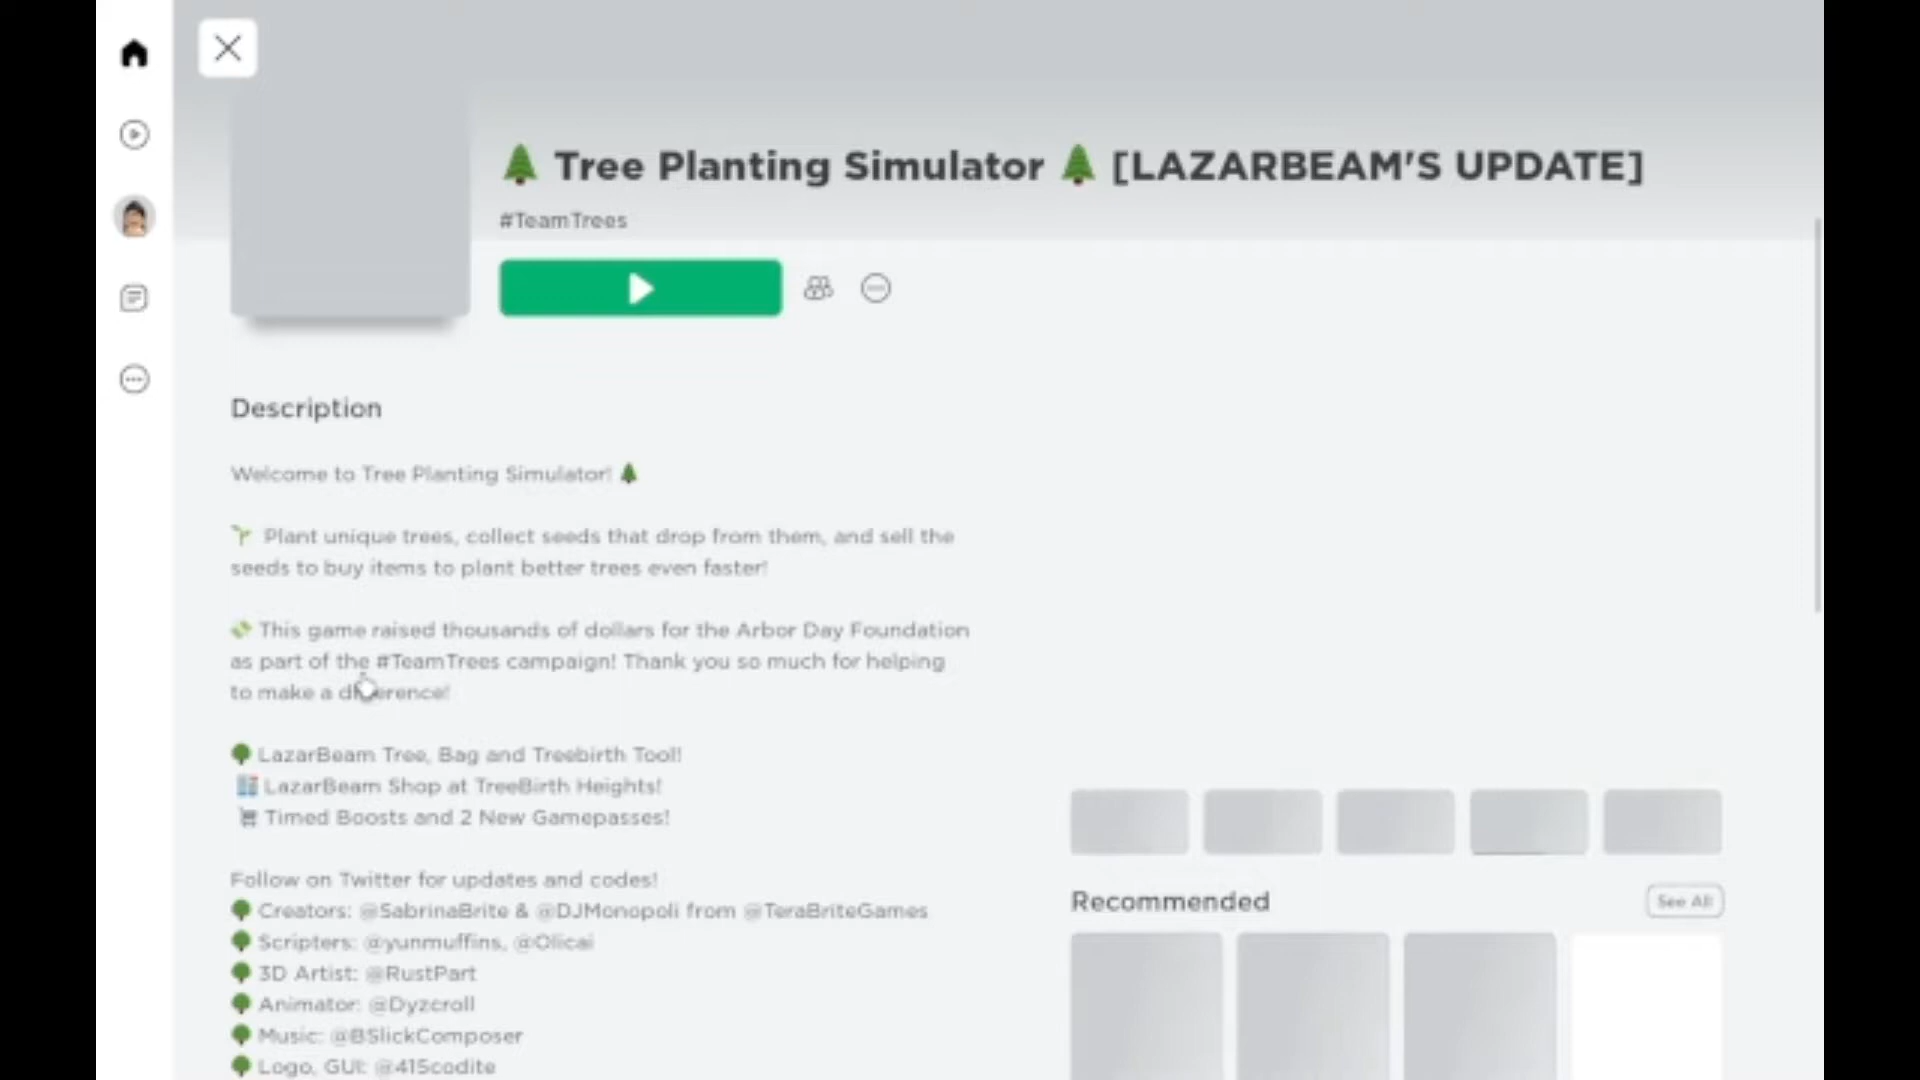 Tree Planting Simulator [LAZARBEAM'S UPDATE]
#TeamTrees
Description
Welcome to Tree Planting Simulator!
Plant unique trees, collect seeds that drop from them, and sell the
seeds to buy items to plant better trees even faster!
This game raised thousands of dollars for the Arbor Day Foundation
as part of the #TeamTrees campaign! Thank you so much for helping
to make a difference!
LazarBeam Tree, Bag and Treebirth Tool!
LazarBeam Shop at TreeBirth Heights!
Timed Boosts and 2 New Gamepasses!
Follow on Twitter for updates and codes!
Creators: @SabrinaBrite & @DJMonopoli from @TeraBriteGames
Scripters: @yunmuffins, @Olicai
3D Artist: @RustPart
Animator: @Dyzcroll
Music: @BSlickComposer
Logo, GUI: @415codite
Recommended
See All